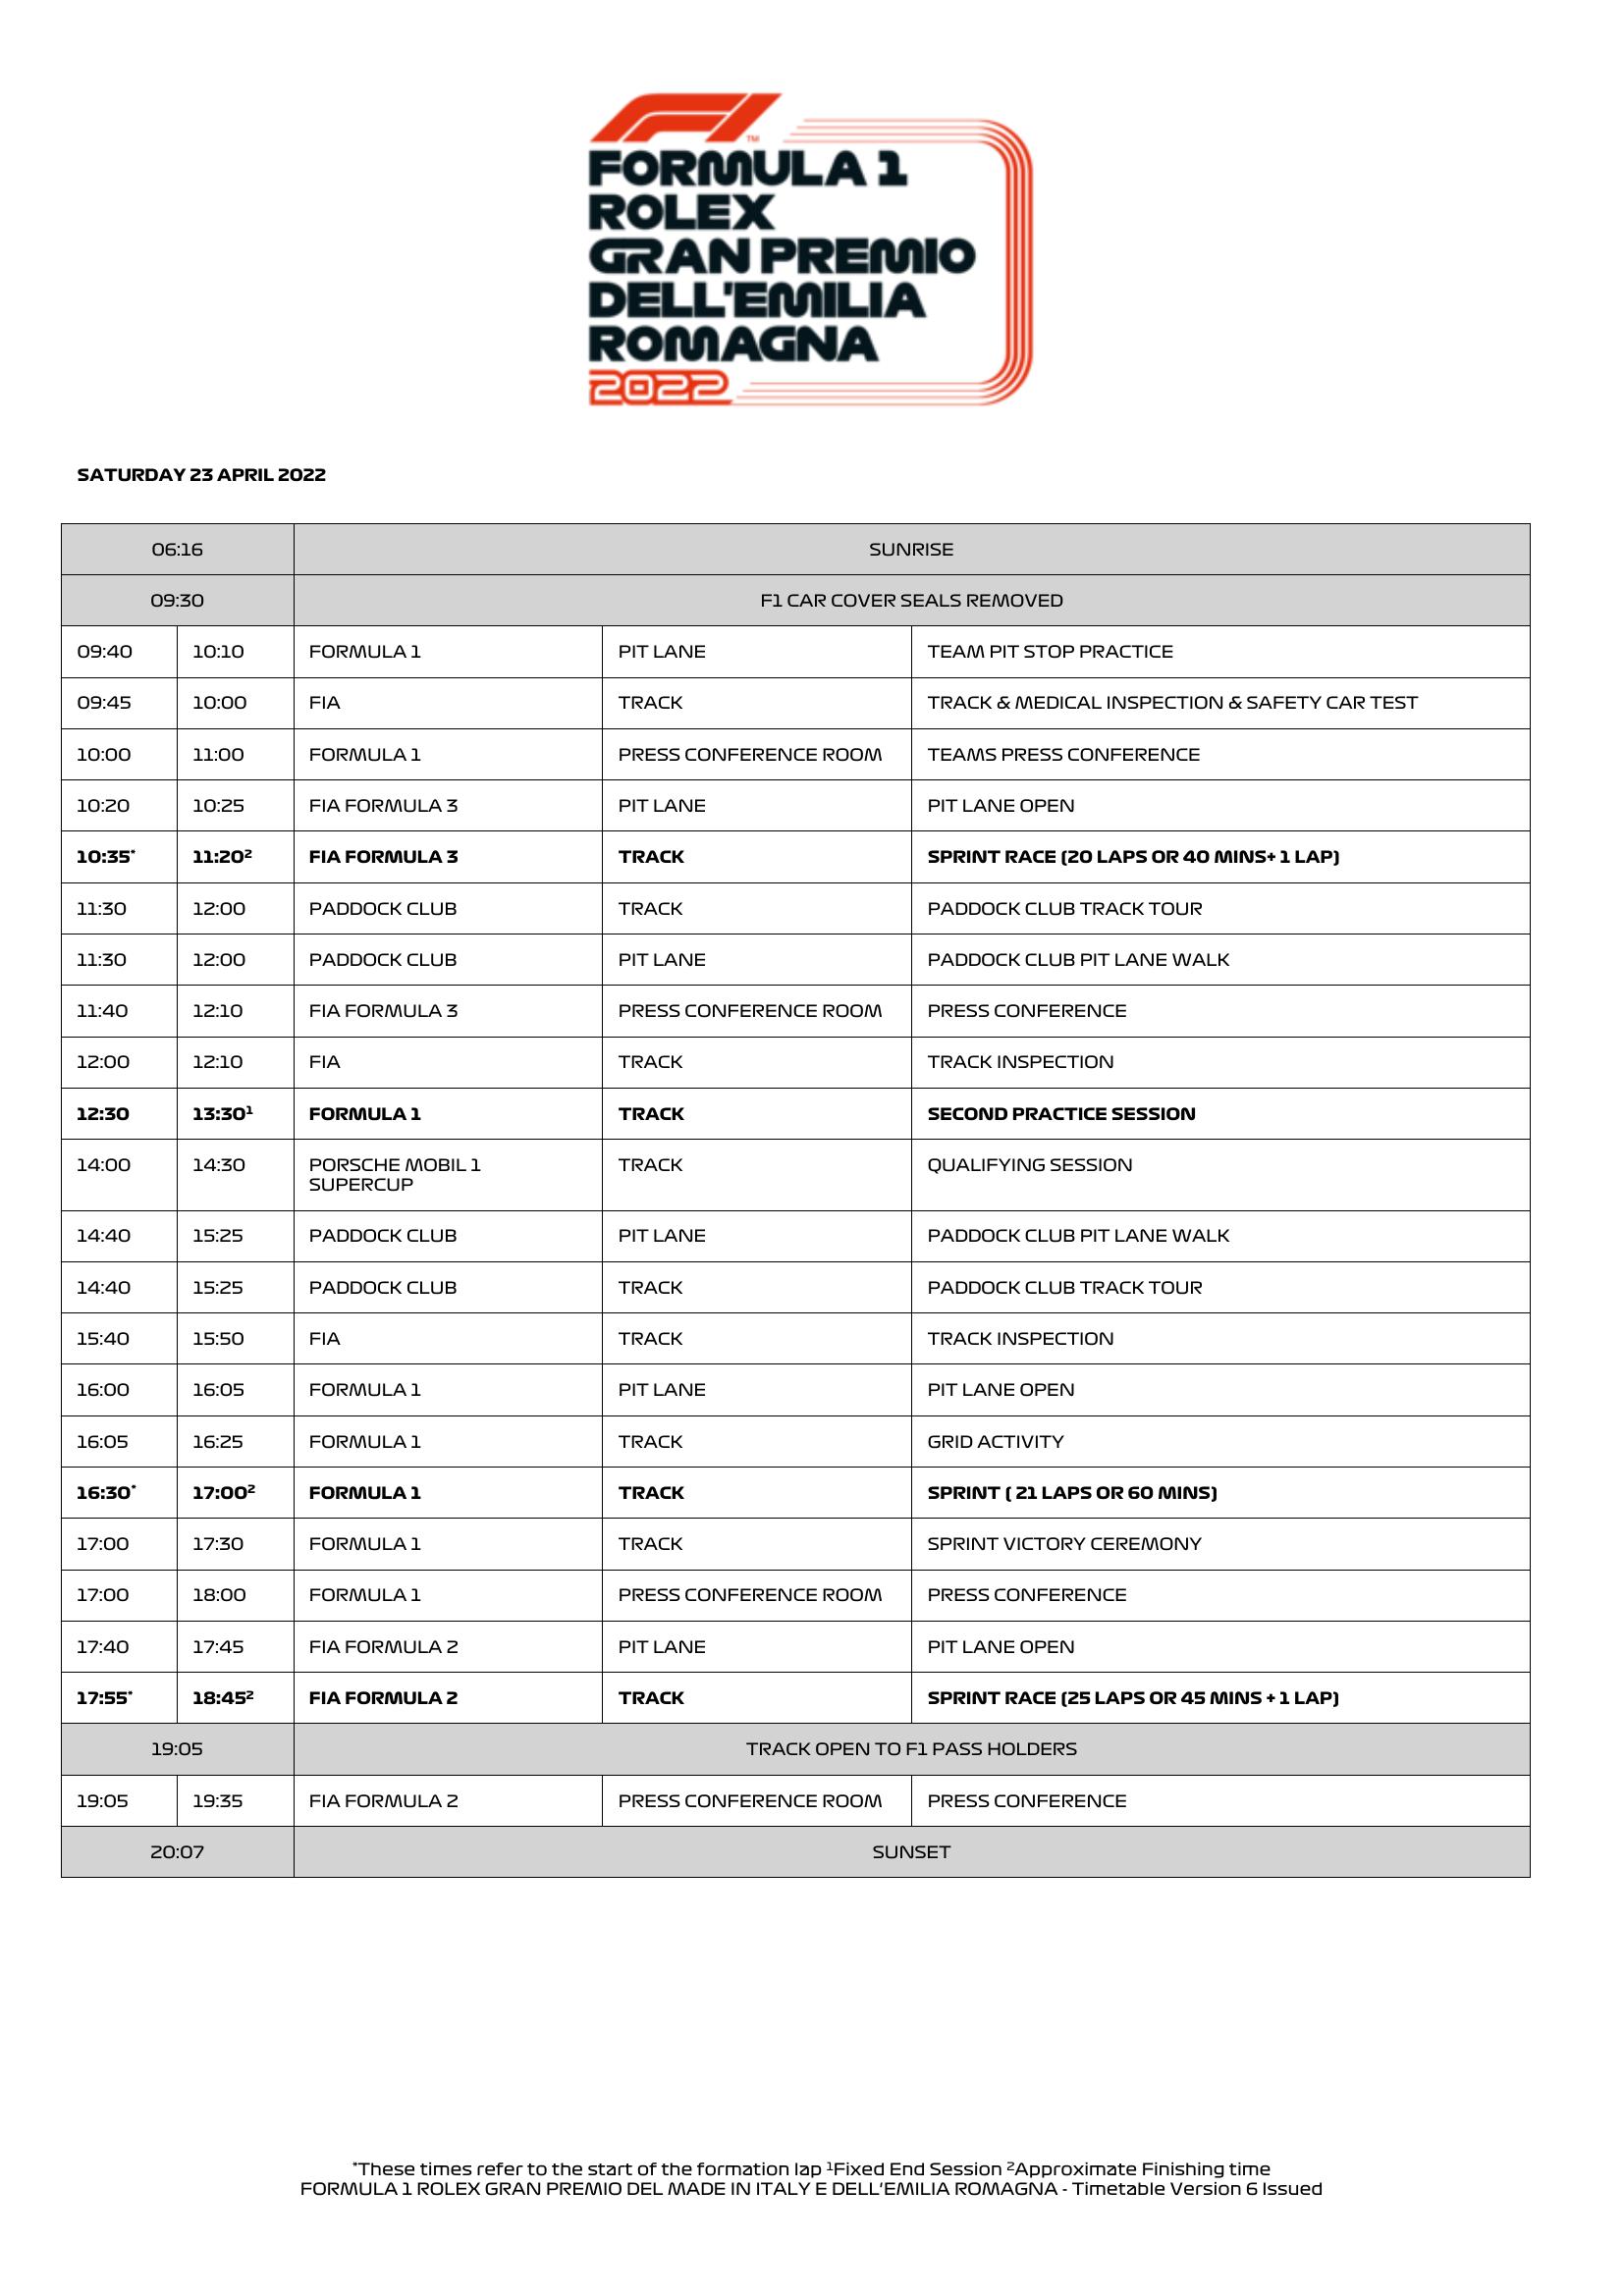 F1 TM
FORMULA 1
ROLEX
GRAN PREMIO
DELL'EMILIA
ROMAGNA
2022
SATURDAY 23 APRIL 2022
06:16 SUNRISE
09:30 F1 CAR COVER SEALS REMOVED
09:40 10:10 FORMULA 1 PIT LANE TEAM PIT STOP PRACTICE
09:45 10:00 FIA TRACK TRACK & MEDICAL INSPECTION & SAFETY CAR TEST
10:00 11:00 FORMULA 1 PRESS CONFERENCE ROOM TEAMS PRESS CONFERENCE
10:20 10:25 FIA FORMULA 3 PIT LANE PIT LANE OPEN
10:35* 11:20² FIA FORMULA 3 TRACK SPRINT RACE (20 LAPS OR 40 MINS+ 1 LAP)
11:30 12:00 PADDOCK CLUB TRACK PADDOCK CLUB TRACK TOUR
11:30 12:00 PADDOCK CLUB PIT LANE PADDOCK CLUB PIT LANE WALK
11:40 12:10 FIA FORMULA 3 PRESS CONFERENCE ROOM PRESS CONFERENCE
12:00 12:10 FIA TRACK TRACK INSPECTION
12:30 13:30¹ FORMULA 1 TRACK SECOND PRACTICE SESSION
14:00 14:30 PORSCHE MOBIL 1 TRACK QUALIFYING SESSION
SUPERCUP
14:40 15:25 PADDOCK CLUB PIT LANE PADDOCK CLUB PIT LANE WALK
14:40 15:25 PADDOCK CLUB TRACK PADDOCK CLUB TRACK TOUR
15:40 15:50 FIA TRACK TRACK INSPECTION
16:00 16:05 FORMULA 1 PIT LANE PIT LANE OPEN
16:05 16:25 FORMULA 1 TRACK GRID ACTIVITY
16:30* 17:00² FORMULA 1 TRACK SPRINT ( 21 LAPS OR 60 MINS)
17:00 17:30 FORMULA 1 TRACK SPRINT VICTORY CEREMONY
17:00 18:00 FORMULA 1 PRESS CONFERENCE ROOM PRESS CONFERENCE
17:40 17:45 FIA FORMULA 2 PIT LANE PIT LANE OPEN
17:55* 18:45² FIA FORMULA 2 TRACK SPRINT RACE (25 LAPS OR 45 MINS + 1 LAP)
19:05 TRACK OPEN TO F1 PASS HOLDERS
19:05 19:35 FIA FORMULA 2 PRESS CONFERENCE ROOM PRESS CONFERENCE
20:07 SUNSET
*These times refer to the start of the formation lap ¹Fixed End Session ²Approximate Finishing time
FORMULA 1 ROLEX GRAN PREMIO DEL MADE IN ITALY E DELL'EMILIA ROMAGNA - Timetable Version 6 Issued